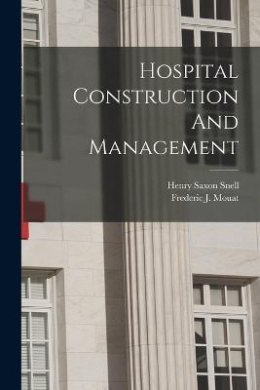 Hospital
Construction
And
Management
Henry Saxon Snell
Frederic J. Mouat